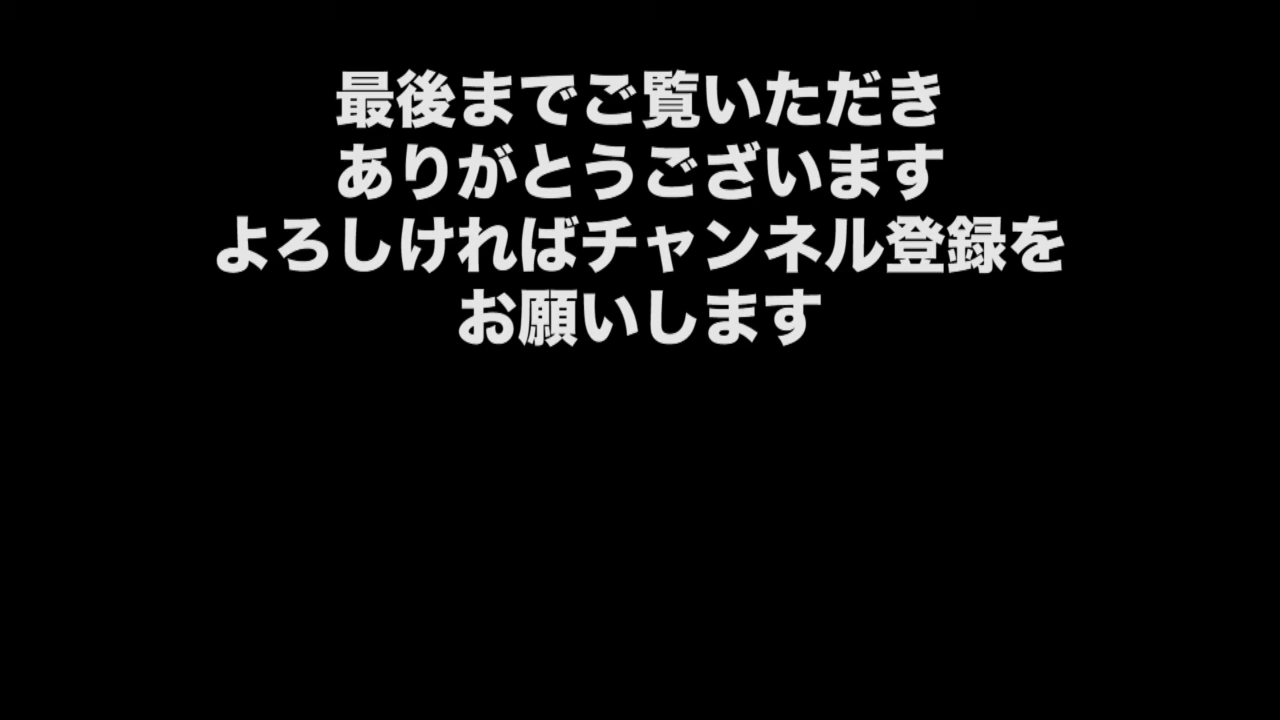 最後までご覧いただき
ありがとうございます
よろしければチャンネル登録を
お願いします